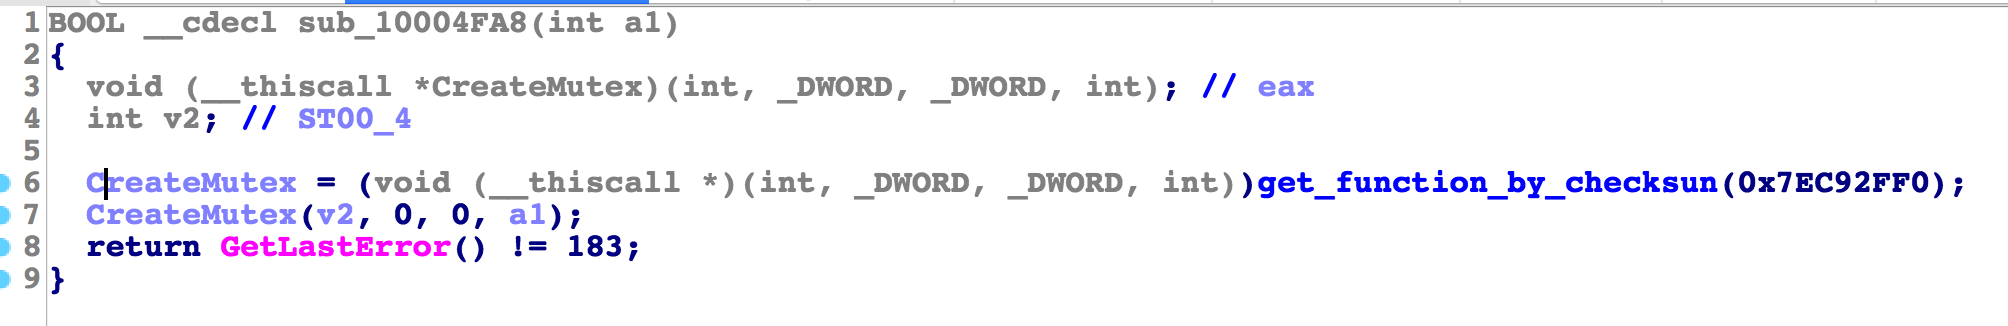 1 BOOL __cdecl sub_10004FA8(int a1)
2 {
3   void (__thiscall *CreateMutex)(int, _DWORD, _DWORD, int); // eax
4   int v2; // ST00_4
5
6   CreateMutex = (void (__thiscall *)(int, _DWORD, _DWORD, int))get_function_by_checksun(0x7EC92FF0);
7   CreateMutex(v2, 0, 0, a1);
8   return GetLastError() != 183;
9 }